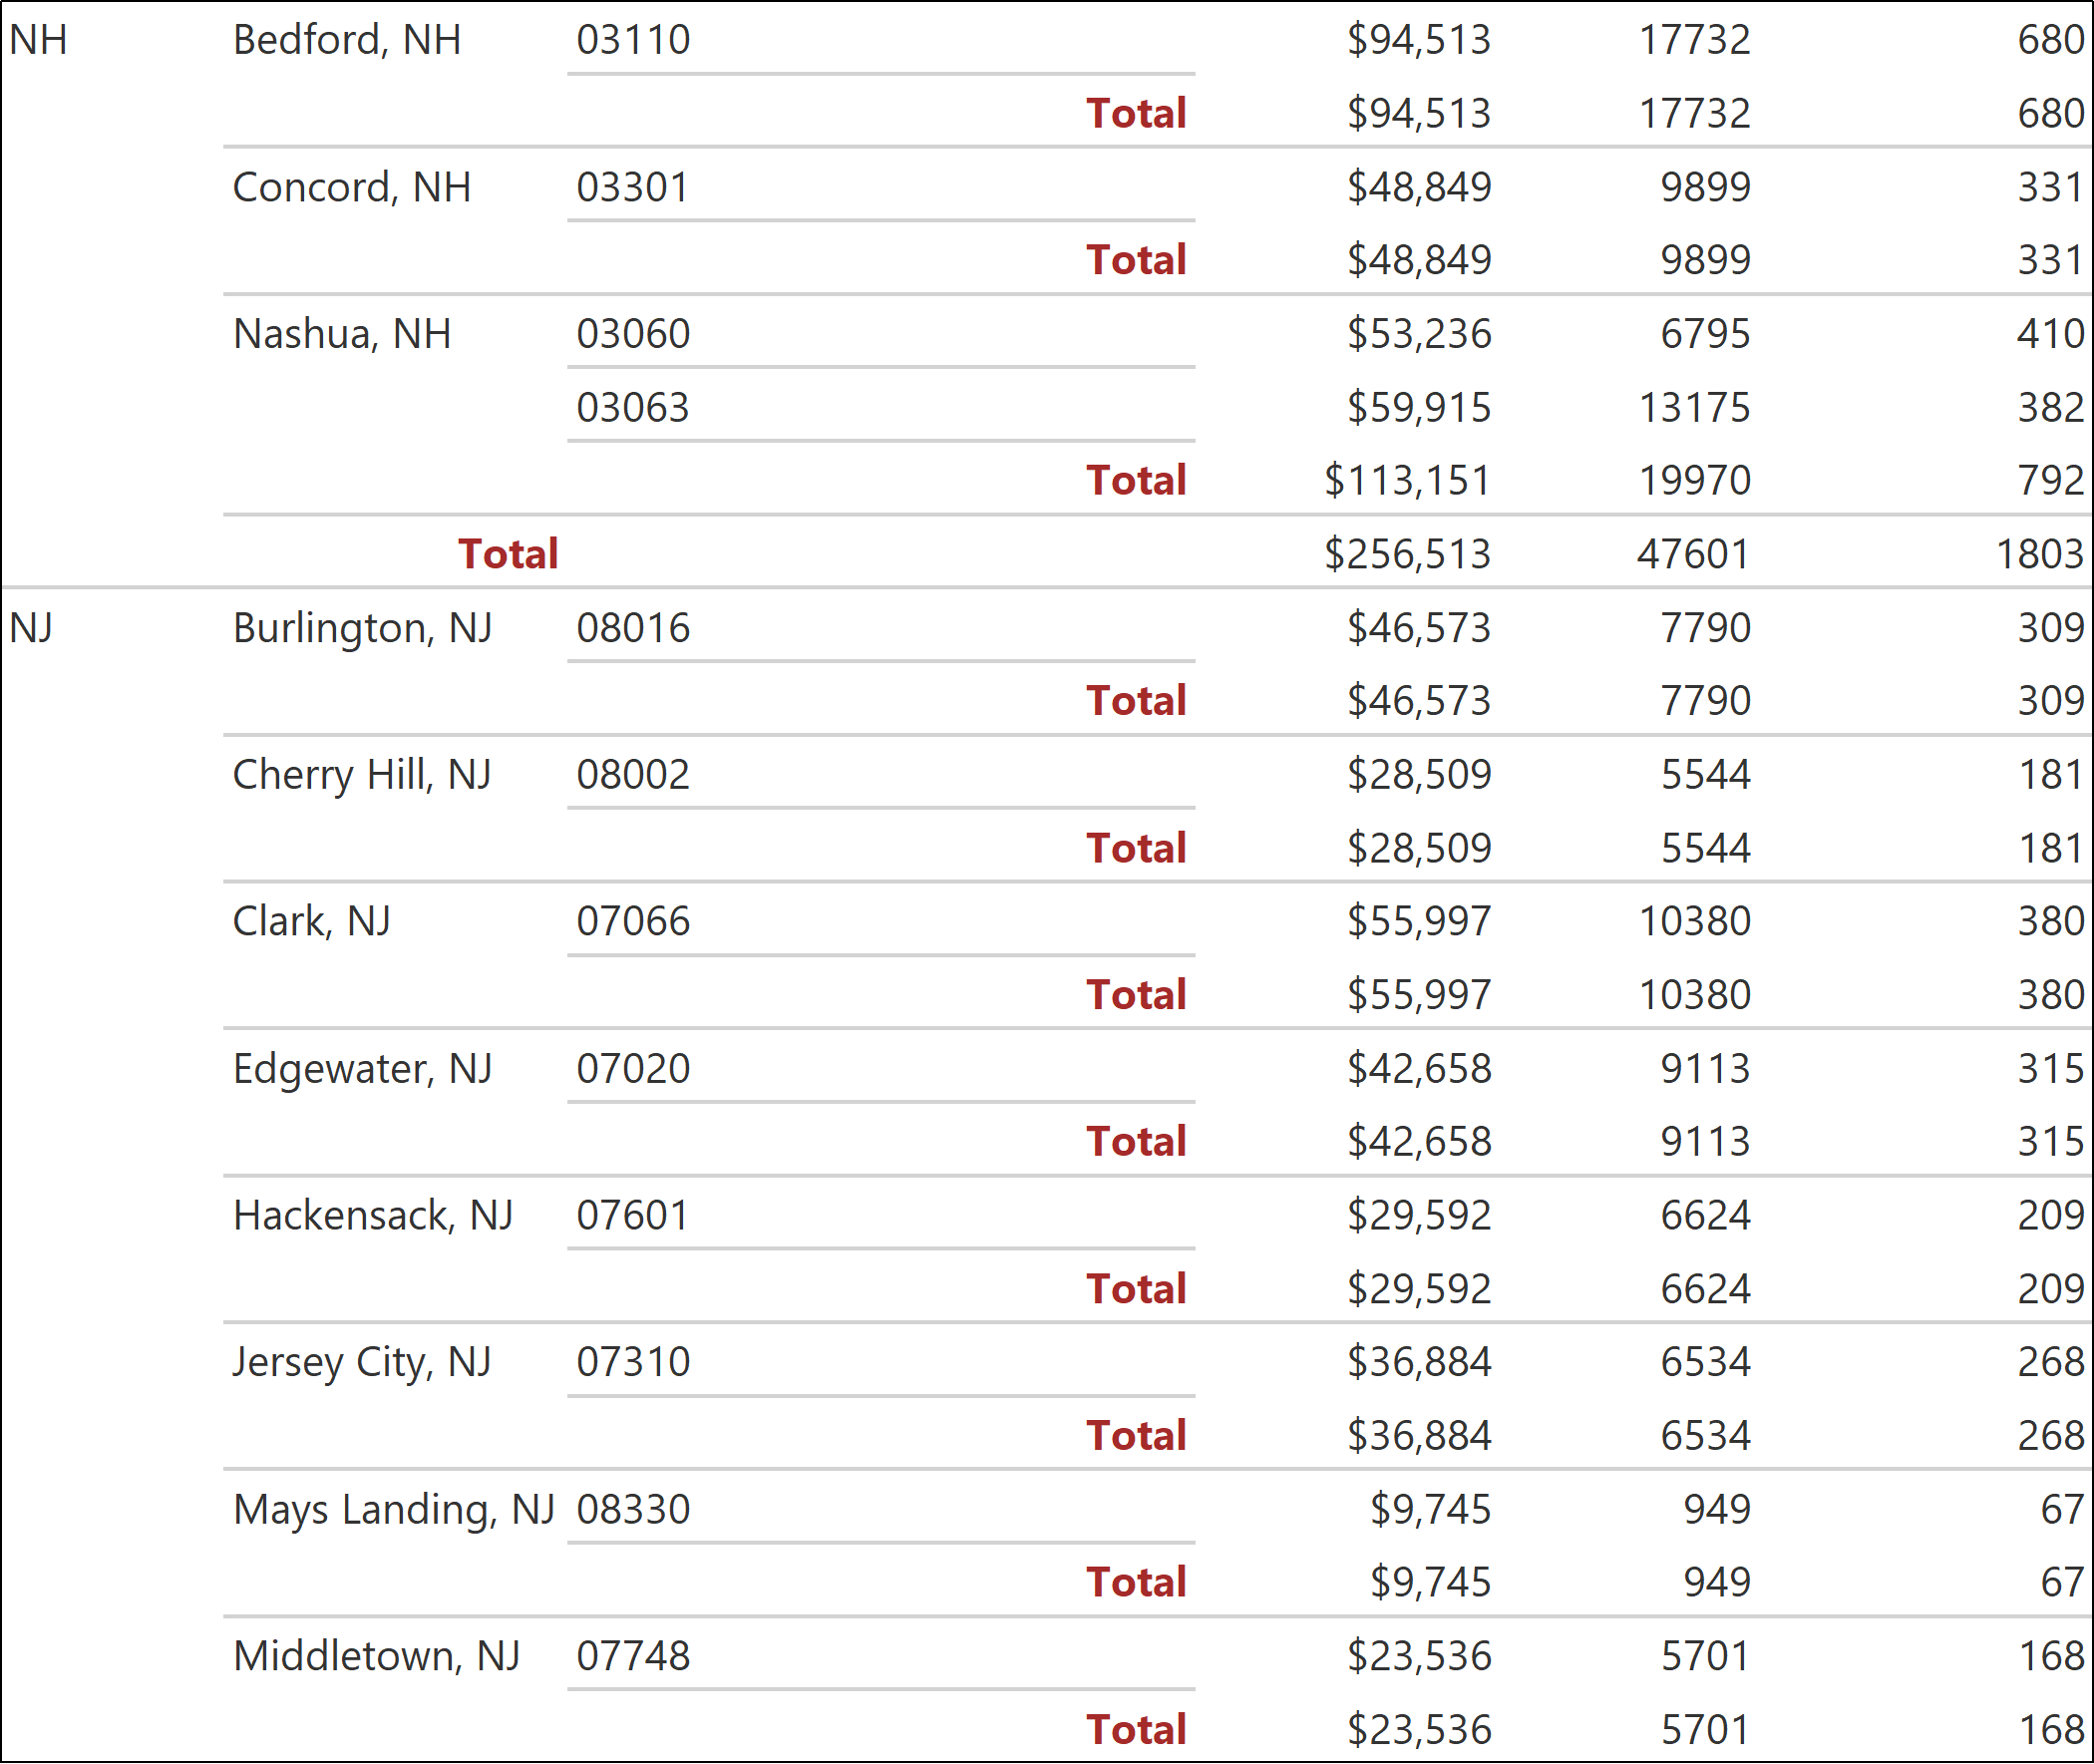 NH Bedford, NH 03110 $94,513 17732 680
Total $94,513 17732 680
Concord, NH 03301 $48,849 9899 331
Total $48,849 9899 331
Nashua, NH 03060 $53,236 6795 410
03063 $59,915 13175 382
Total $113,151 19970 792
Total $256,513 47601 1803
NJ Burlington, NJ 08016 $46,573 7790 309
Total $46,573 7790 309
Cherry Hill, NJ 08002 $28,509 5544 181
Total $28,509 5544 181
Clark, NJ 07066 $55,997 10380 380
Total $55,997 10380 380
Edgewater, NJ 07020 $42,658 9113 315
Total $42,658 9113 315
Hackensack, NJ 07601 $29,592 6624 209
Total $29,592 6624 209
Jersey City, NJ 07310 $36,884 6534 268
Total $36,884 6534 268
Mays Landing, NJ 08330 $9,745 949 67
Total $9,745 949 67
Middletown, NJ 07748 $23,536 5701 168
Total $23,536 5701 168